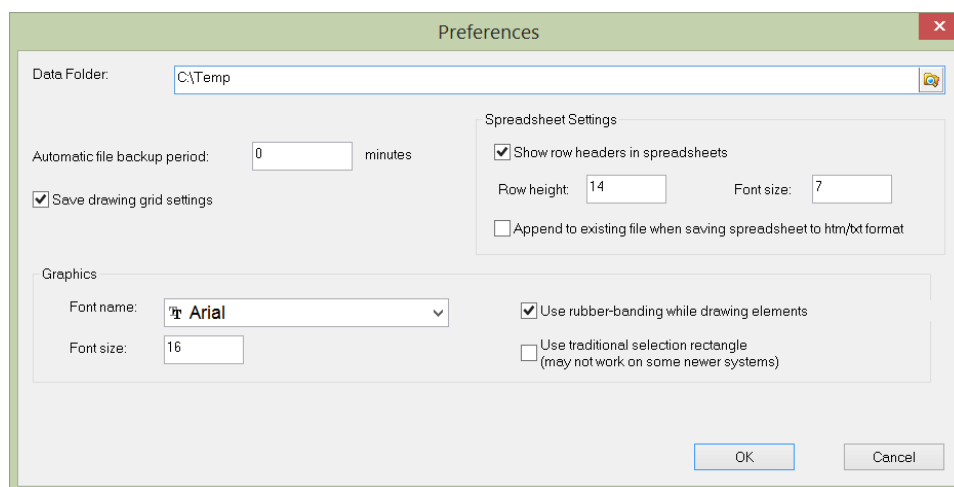 Preferences
Data Folder: C:\Temp
Spreadsheet Settings
Automatic file backup period: 0 minutes
Show row headers in spreadsheets
Save drawing grid settings
Row height: 14 Font size: 7
Append to existing file when saving spreadsheet to htm/txt format
Graphics
Font name: Arial
Use rubber-banding while drawing elements
Font size: 16
Use traditional selection rectangle
(may not work on some newer systems)
OK Cancel